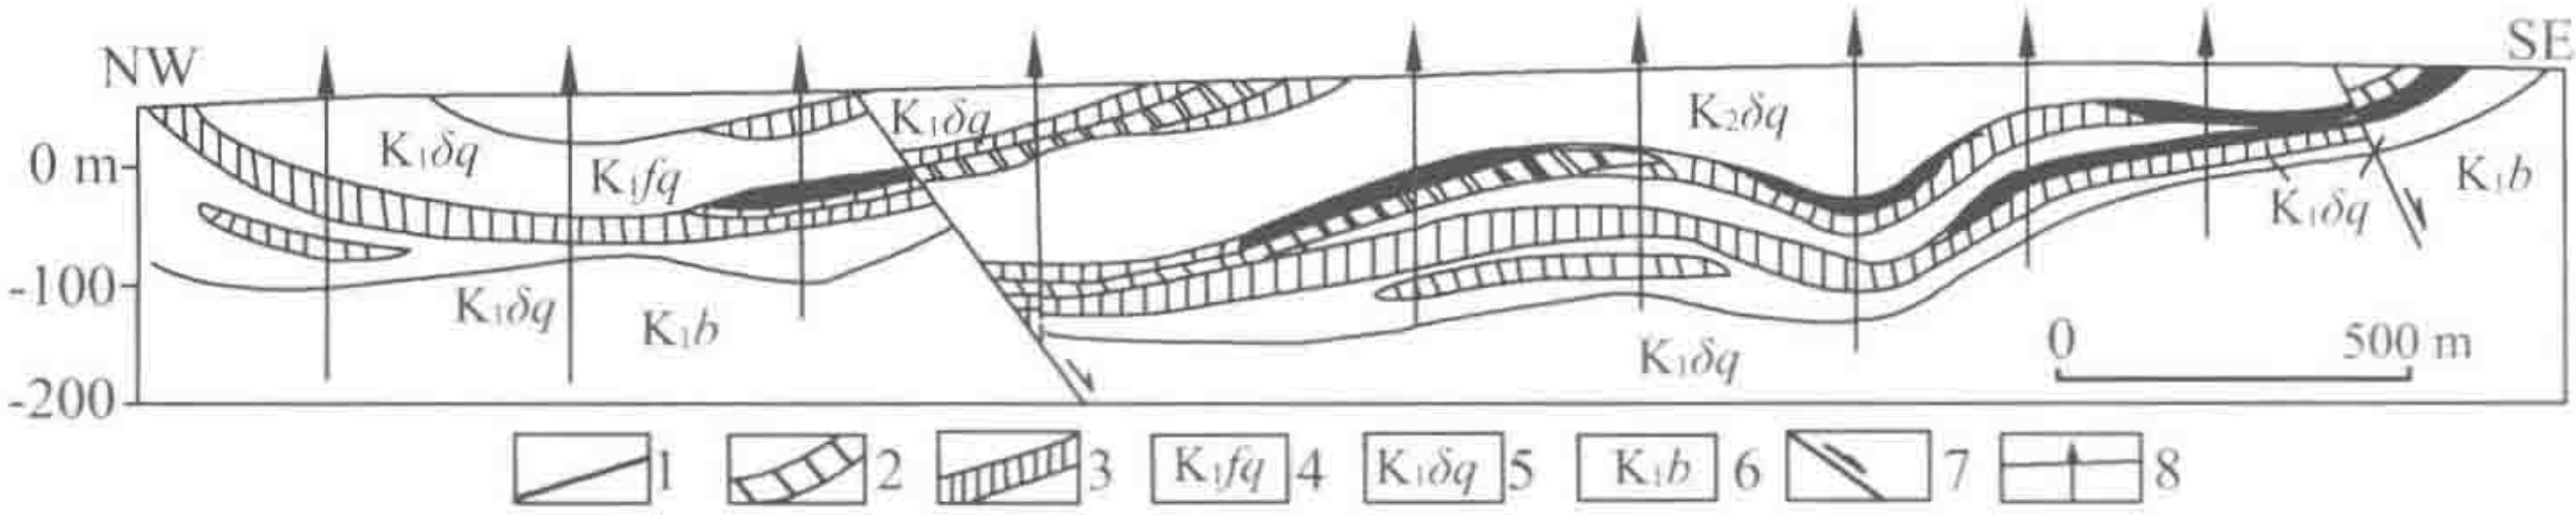 NW SE
K₁δq K₂δq
0 m K₁δq K₁fq K₁b
K₁δq
-100
K₁δq K₁b K₁δq 0 500 m
-200
1 2 3 K₁fq 4 K₁δq 5 K₁b 6 7 8